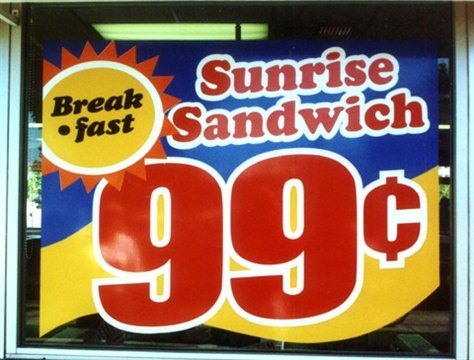 Break
• fast
Sunrise
Sandwich
99¢